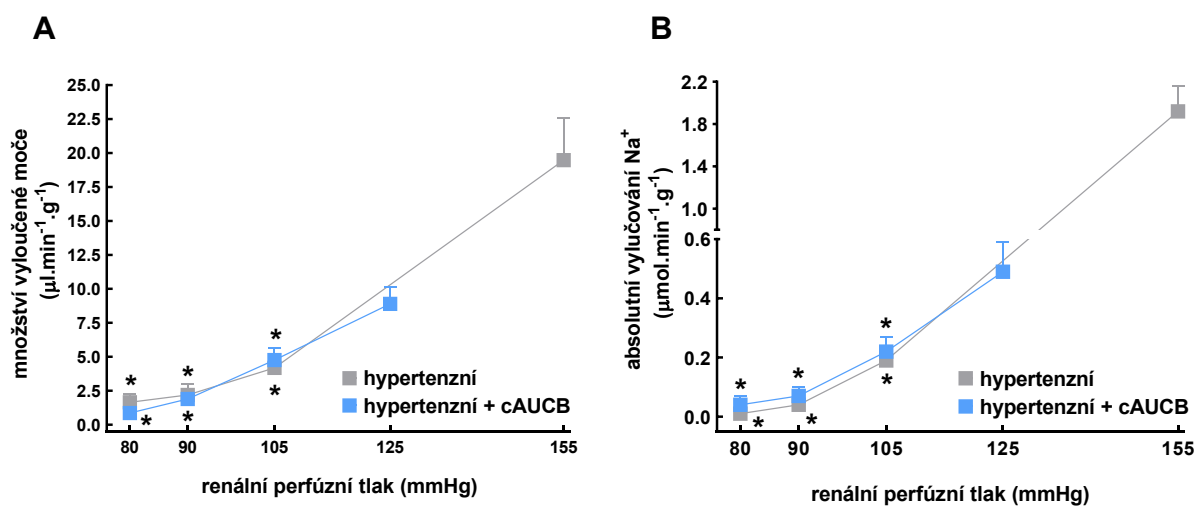 A
množství vyloučené moče
(µl.min⁻¹.g⁻¹)
25.0
22.5
20.0
17.5
15.0
12.5
10.0
7.5
5.0
2.5
0.0
* * *
* * *
hypertenzní
hypertenzní + cAUCB
80 90 105 125 155
renální perfúzní tlak (mmHg)
B
absolutní vylučování Na⁺
(µmol.min⁻¹.g⁻¹)
2.2
1.8
1.4
1.0
0.6
0.4
0.2
0.0
* * *
* * *
hypertenzní
hypertenzní + cAUCB
80 90 105 125 155
renální perfúzní tlak (mmHg)